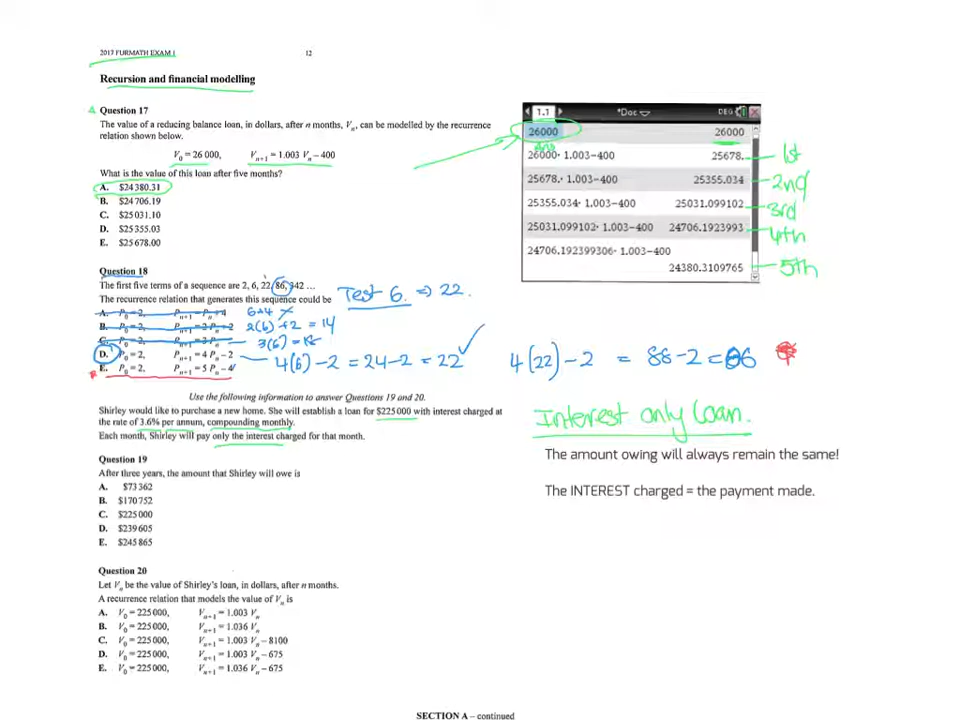 2017 FURMATH EXAM 1
12
Recursion and financial modelling
Question 17
The value of a reducing balance loan, in dollars, after n months, Vn, can be modelled by the recurrence
relation shown below.
V0 = 26 000, Vn+1 = 1.003 Vn – 400
What is the value of this loan after five months?
A. $24 380.31
B. $24 706.19
C. $25 031.10
D. $25 355.03
E. $25 678.00
Question 18
The first five terms of a sequence are 2, 6, 22, 86, 342 ...
The recurrence relation that generates this sequence could be
A. P0 = 2, Pn+1 = Pn + 4
B. P0 = 2, Pn+1 = 2 Pn + 2
C. P0 = 2, Pn+1 = 3 Pn
D. P0 = 2, Pn+1 = 4 Pn – 2
E. P0 = 2, Pn+1 = 5 Pn – 4
Test 6 => 22.
6+4 ×
2(6) + 2 = 14
3(6) = 18
4(6) – 2 = 24 – 2 = 22 ✓
4(22) – 2 = 88 – 2 = 86
Use the following information to answer Questions 19 and 20.
Shirley would like to purchase a new home. She will establish a loan for $225 000 with interest charged at
the rate of 3.6% per annum, compounding monthly.
Each month, Shirley will pay only the interest charged for that month.
Question 19
After three years, the amount that Shirley will owe is
A. $73 362
B. $170 752
C. $225 000
D. $239 605
E. $245 865
Question 20
Let Vn be the value of Shirley's loan, in dollars, after n months.
A recurrence relation that models the value of Vn is
A. V0 = 225 000, Vn+1 = 1.003 Vn
B. V0 = 225 000, Vn+1 = 1.036 Vn
C. V0 = 225 000, Vn+1 = 1.003 Vn – 8100
D. V0 = 225 000, Vn+1 = 1.003 Vn – 675
E. V0 = 225 000, Vn+1 = 1.036 Vn – 675
SECTION A – continued
1.1 *Doc DEG
26000 26000
Ans
26000·1.003–400 25678.
1st
25678.·1.003–400 25355.034
2nd
25355.034·1.003–400 25031.099102
3rd
25031.099102·1.003–400 24706.1923993
4th
24706.192399306·1.003–400
24380.3109765
5th
Interest only loan.
The amount owing will always remain the same!
The INTEREST charged = the payment made.